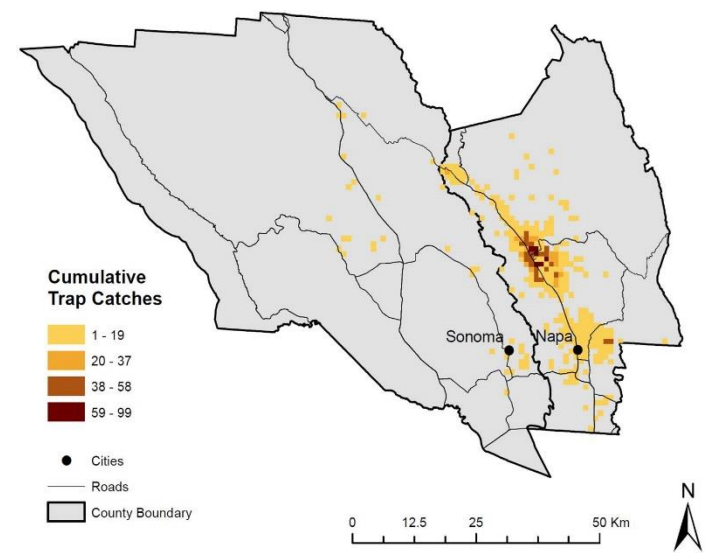 Sonoma
Napa
Cumulative
Trap Catches
1 - 19
20 - 37
38 - 58
59 - 99
Cities
Roads
County Boundary
N
0 12.5 25 50 Km